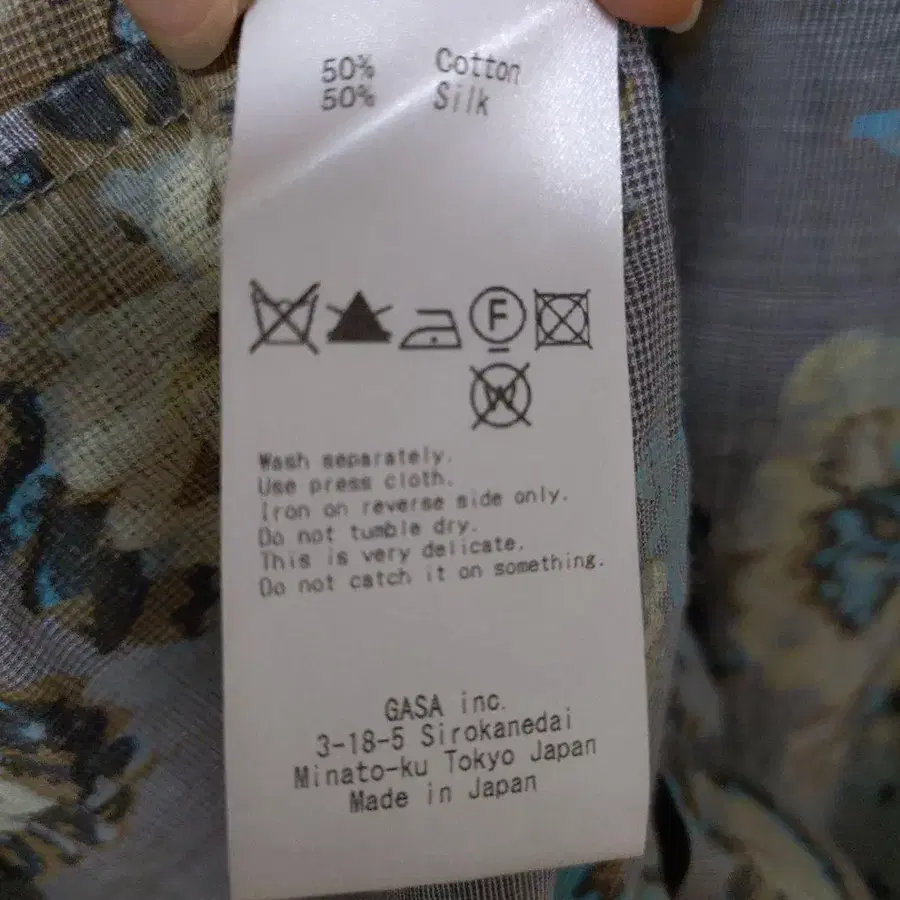 50% Cotton
50% Silk
F
W
Wash separately.
Use press cloth.
Iron on reverse side only.
Do not tumble dry.
This is very delicate.
Do not catch it on something.
GASA inc.
3-18-5 Sirokanedai
Minato-ku Tokyo Japan
Made in Japan